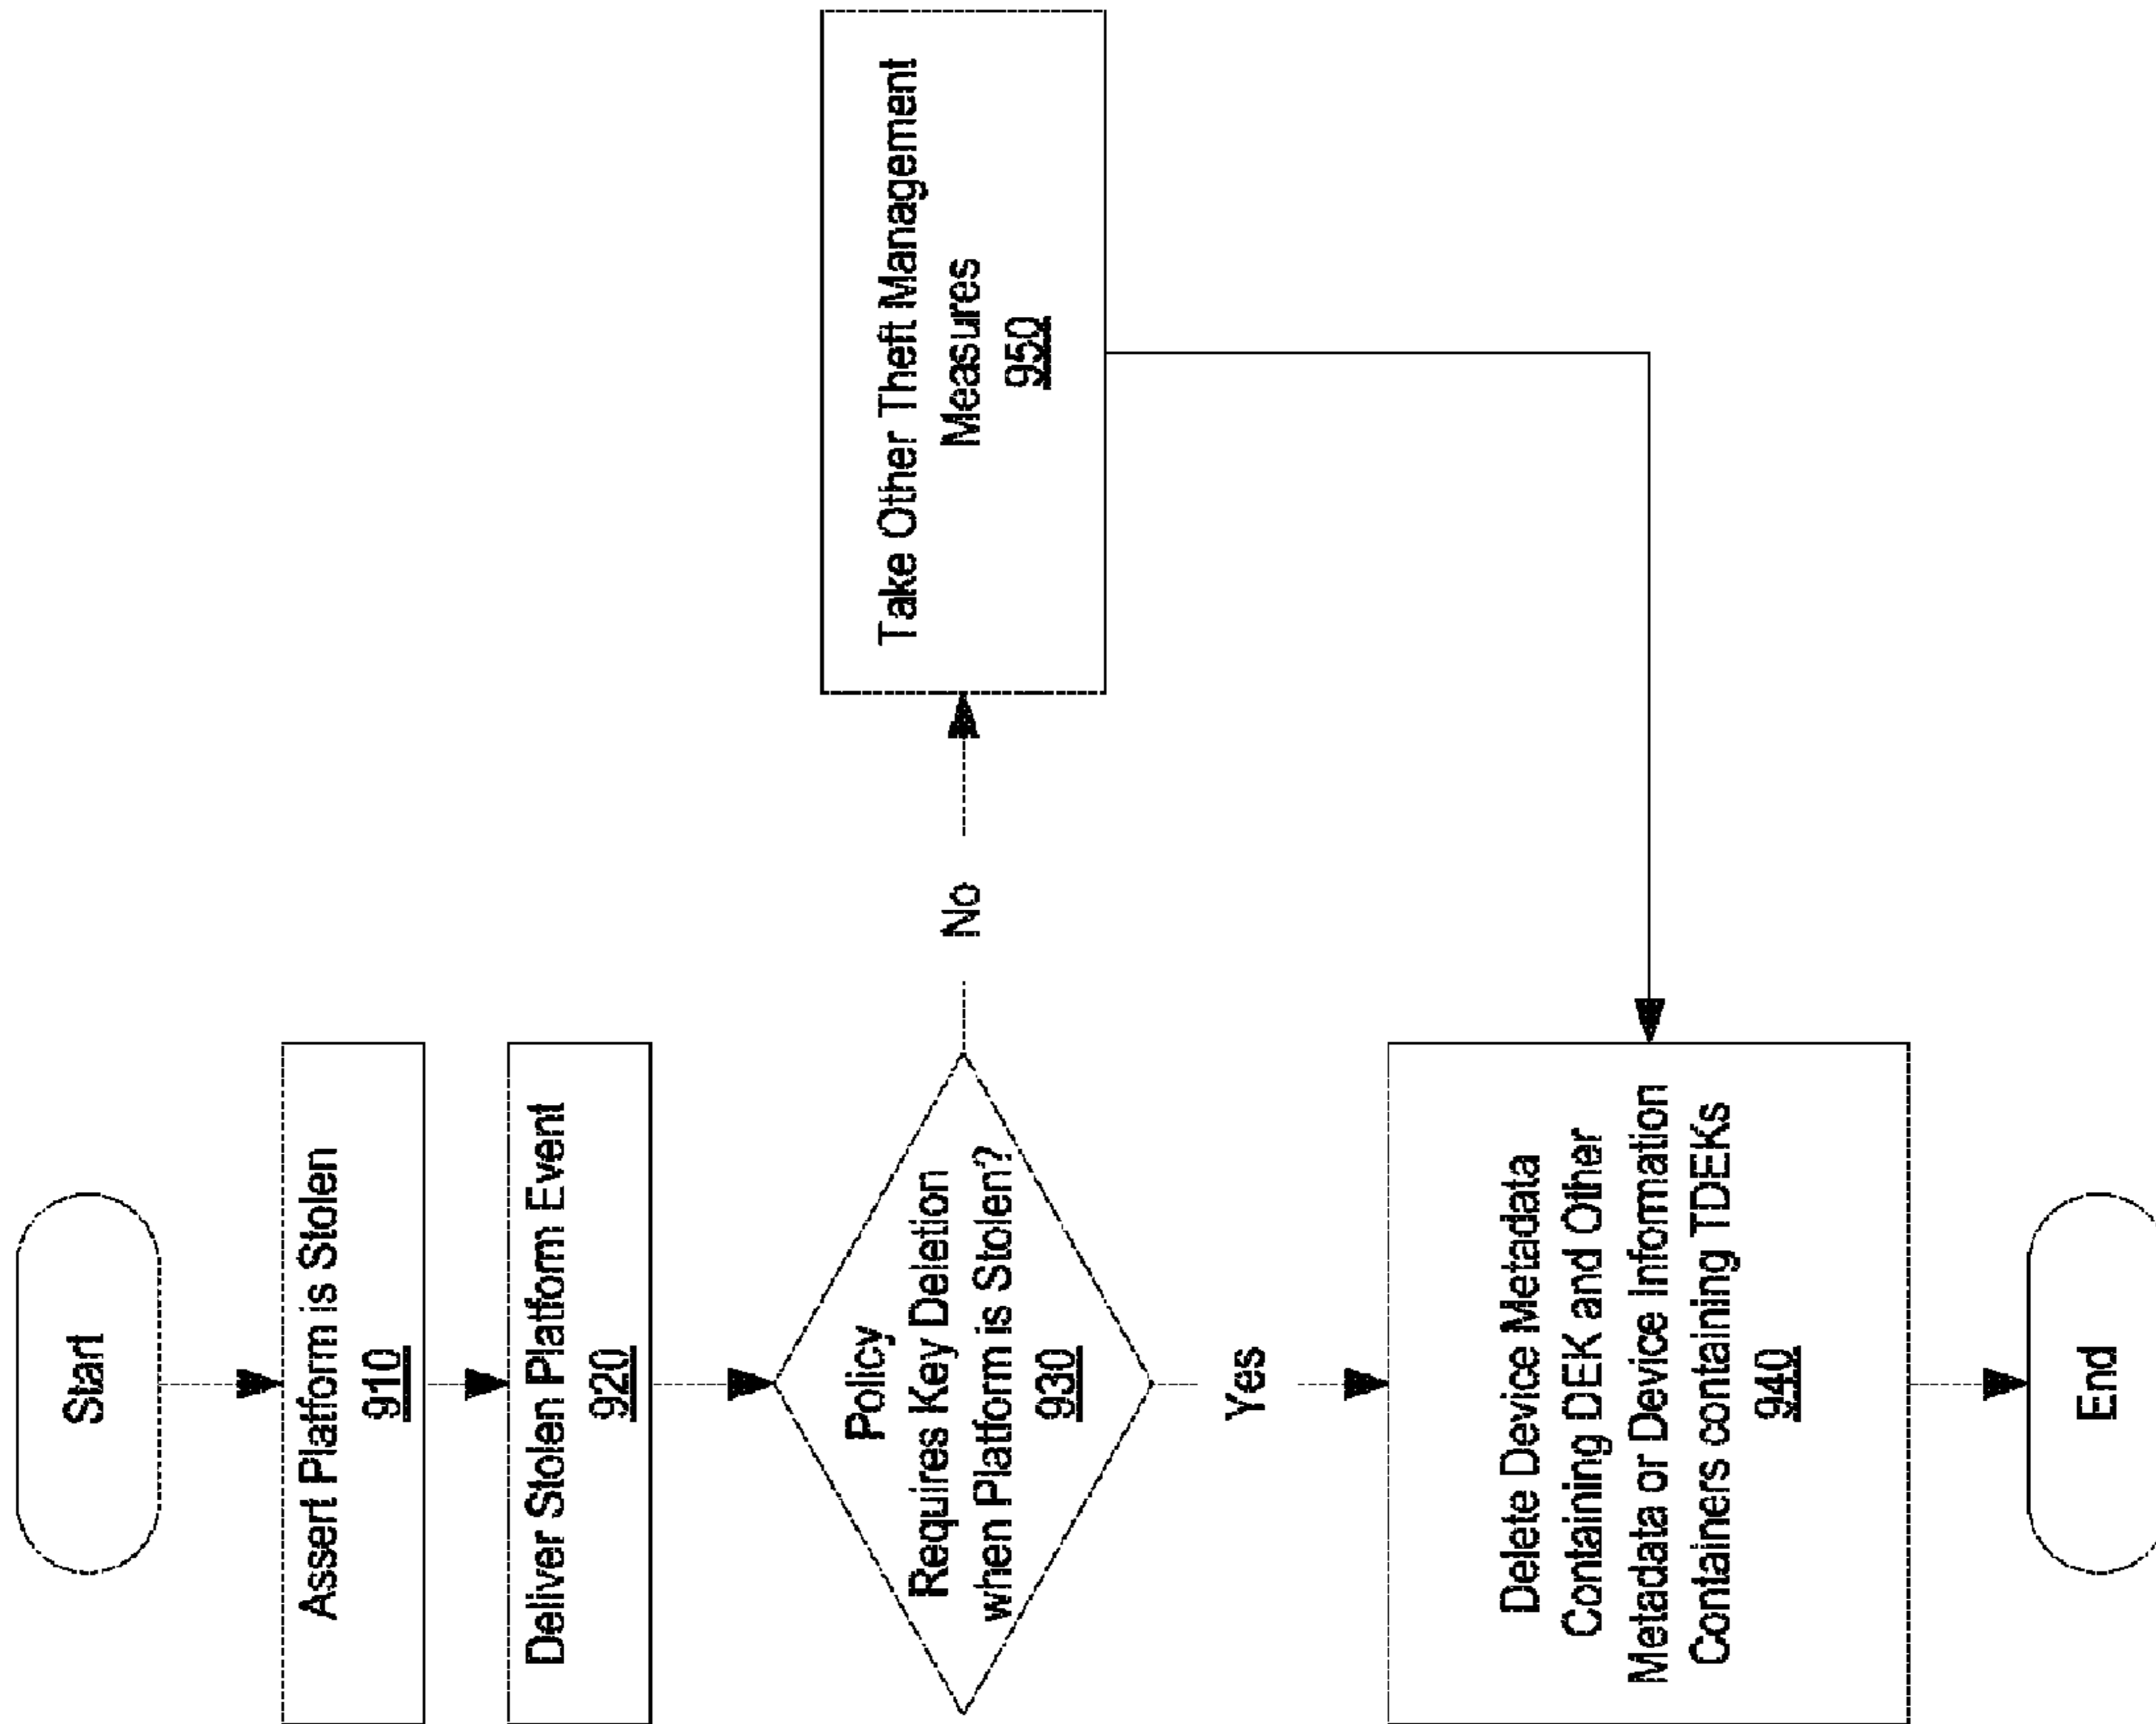 Start
Assert Platform is Stolen
910
Deliver Stolen Platform Event
920
Policy
Requires Key Deletion
when Platform is Stolen?
930
No
Take Other Theft Management
Measures
950
Yes
Delete Device Metadata
Containing DEK and Other
Metadata or Device Information
Containers containing TDEKs
940
End